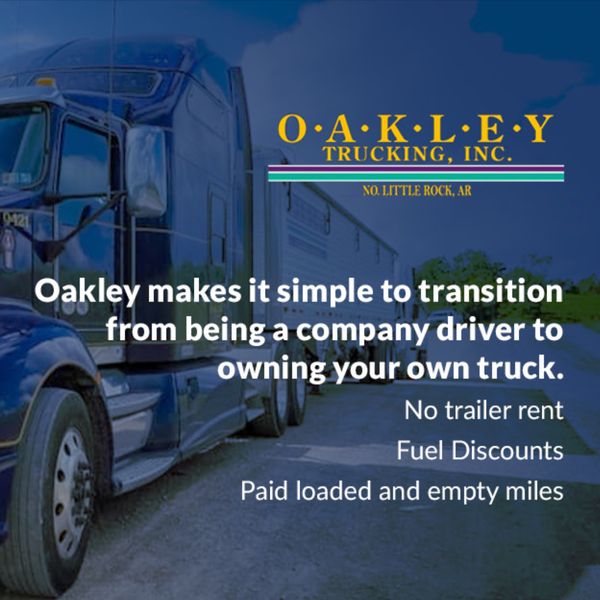 O·A·K·L·E·Y
TRUCKING, INC.
NO. LITTLE ROCK, AR
9421
Oakley makes it simple to transition
from being a company driver to
owning your own truck.
No trailer rent
Fuel Discounts
Paid loaded and empty miles